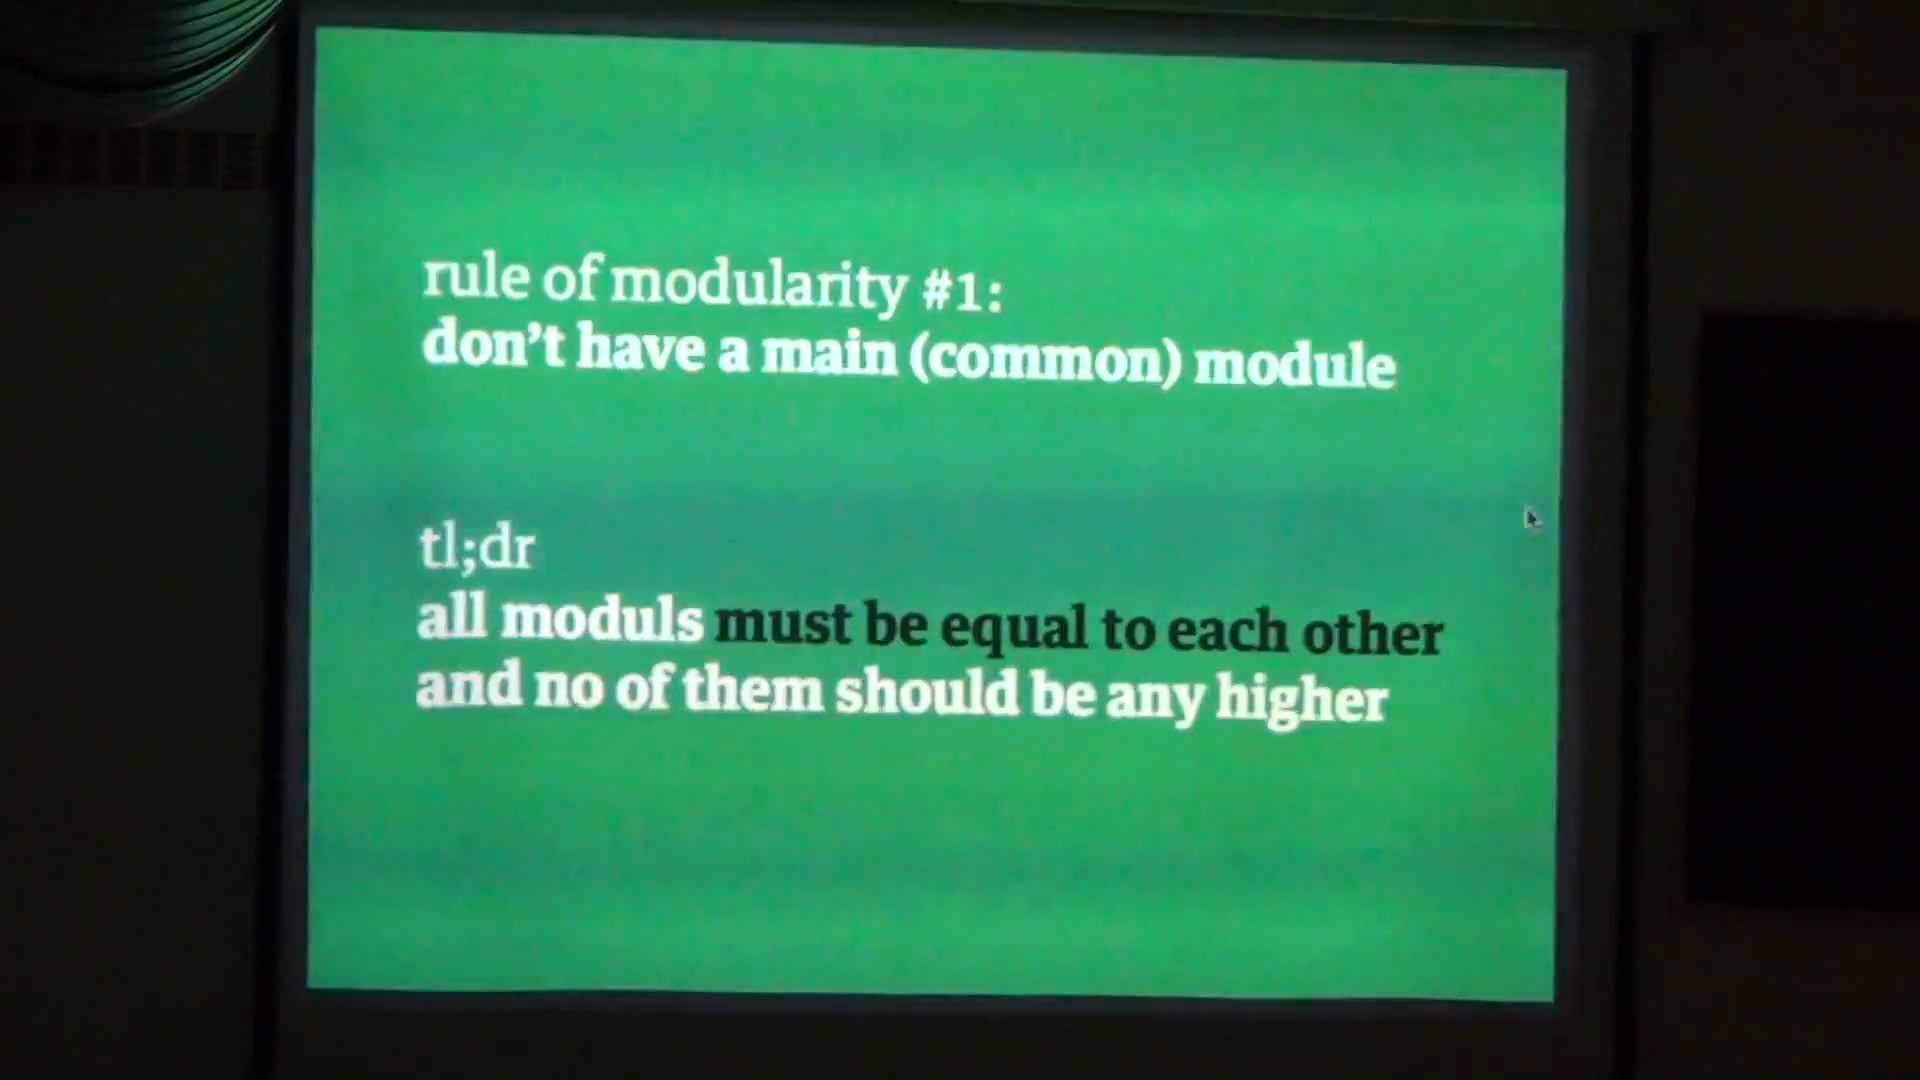 rule of modularity #1:
don’t have a main (common) module
tl;dr
all moduls must be equal to each other
and no of them should be any higher